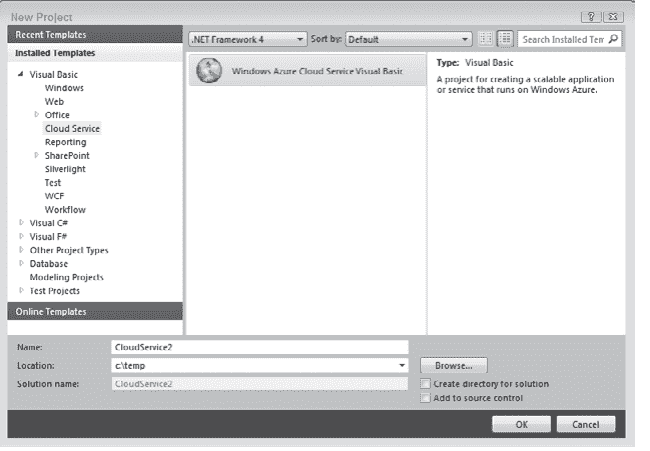 New Project
Recent Templates
Installed Templates
Visual Basic
Windows
Web
Office
Cloud Service
Reporting
SharePoint
Silverlight
Test
WCF
Workflow
Visual C#
Visual F#
Other Project Types
Database
Modeling Projects
Test Projects
Online Templates
.NET Framework 4 Sort by: Default
Windows Azure Cloud Service Visual Basic
Search Installed Tem
Type: Visual Basic
A project for creating a scalable application
or service that runs on Windows Azure.
Name: CloudService2
Location: c:\temp Browse...
Solution name: CloudService2 Create directory for solution
Add to source control
OK Cancel